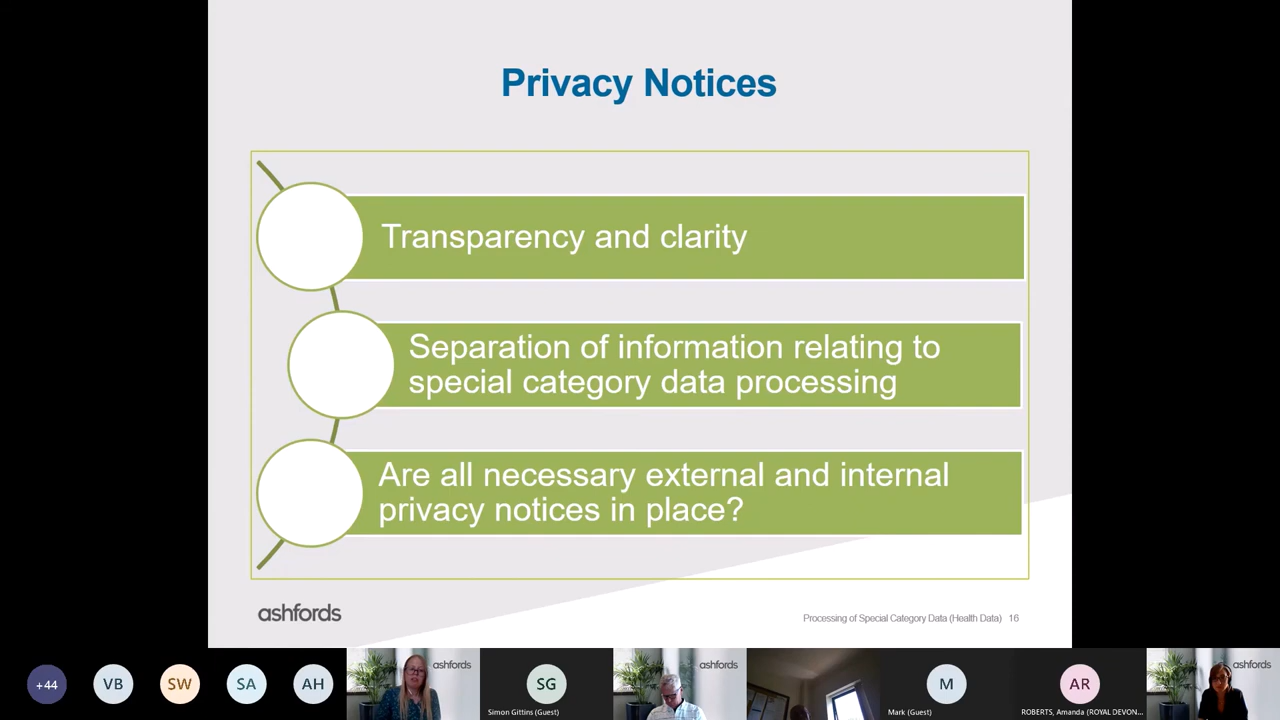 Privacy Notices
Transparency and clarity
Separation of information relating to
special category data processing
Are all necessary external and internal
privacy notices in place?
ashfords
Processing of Special Category Data (Health Data) 16
+44
VB
SW
SA
AH
ashfords
SG
Simon Gittins (Guest)
ashfords
M
Mark (Guest)
AR
ROBERTS, Amanda (ROYAL DEVON...
ashfords